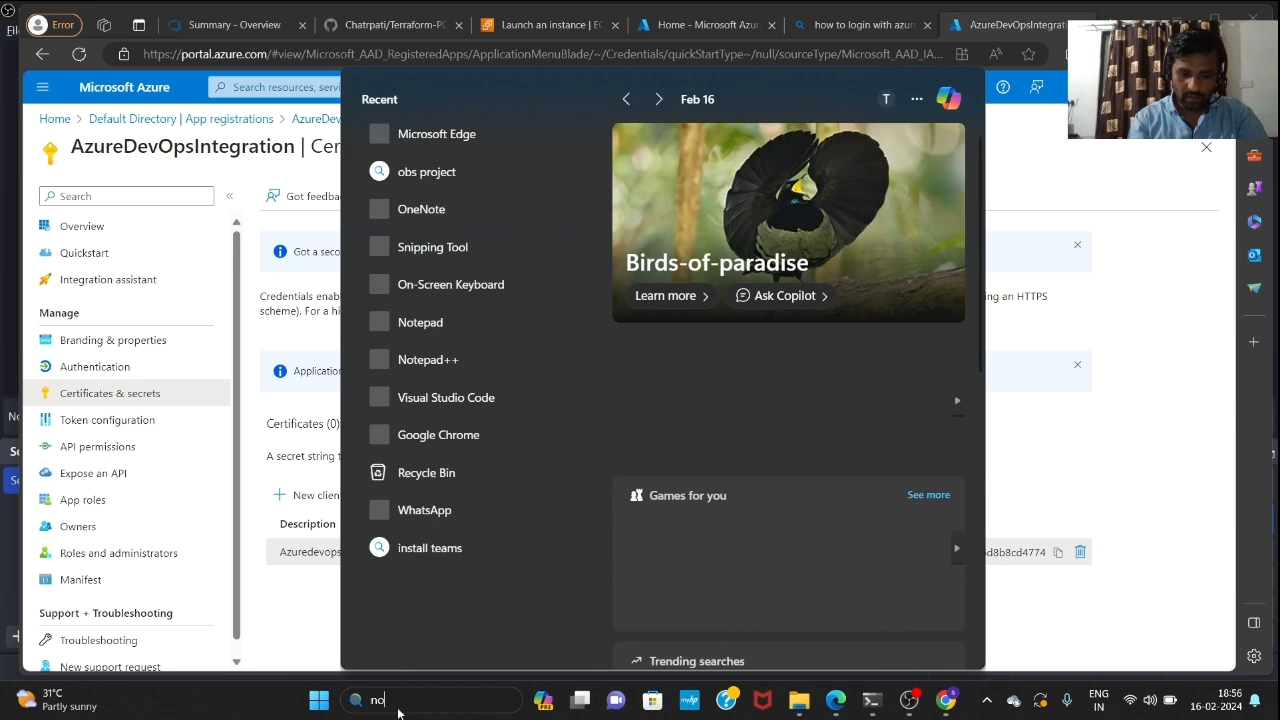 Error
Summary - Overview
Chatrpati/Terraform-P
Launch an instance | EC
Home - Microsoft
how to login with azur
AzureDevOpsIntegrati
https://portal.azure.com/#view/Microsoft_AAD_RegisteredApps/ApplicationMenuBlade/~/Credentials/quickStartType~/null/sourceType/Microsoft_AAD_IA...
Microsoft Azure
Search resources, servi
Home > Default Directory | App registrations > AzureDev
AzureDevOpsIntegration | Cer
Search
«
Got feedba
Overview
Quickstart
Integration assistant
Manage
Branding & properties
Authentication
Certificates & secrets
Token configuration
API permissions
Expose an API
App roles
Owners
Roles and administrators
Manifest
Support + Troubleshooting
Troubleshooting
New support request
Got a seco
Credentials enab
ng an HTTPS
scheme). For a hi
Application
Certificates (0)
A secret string t
New clien
Description
Azuredevops
d8b8cd4774
Recent
Microsoft Edge
obs project
OneNote
Snipping Tool
On-Screen Keyboard
Notepad
Notepad++
Visual Studio Code
Google Chrome
Recycle Bin
WhatsApp
install teams
Feb 16
T
Birds-of-paradise
Learn more
Ask Copilot
Games for you
See more
Trending searches
31°C
Partly sunny
no
ENG
IN
18:56
16-02-2024